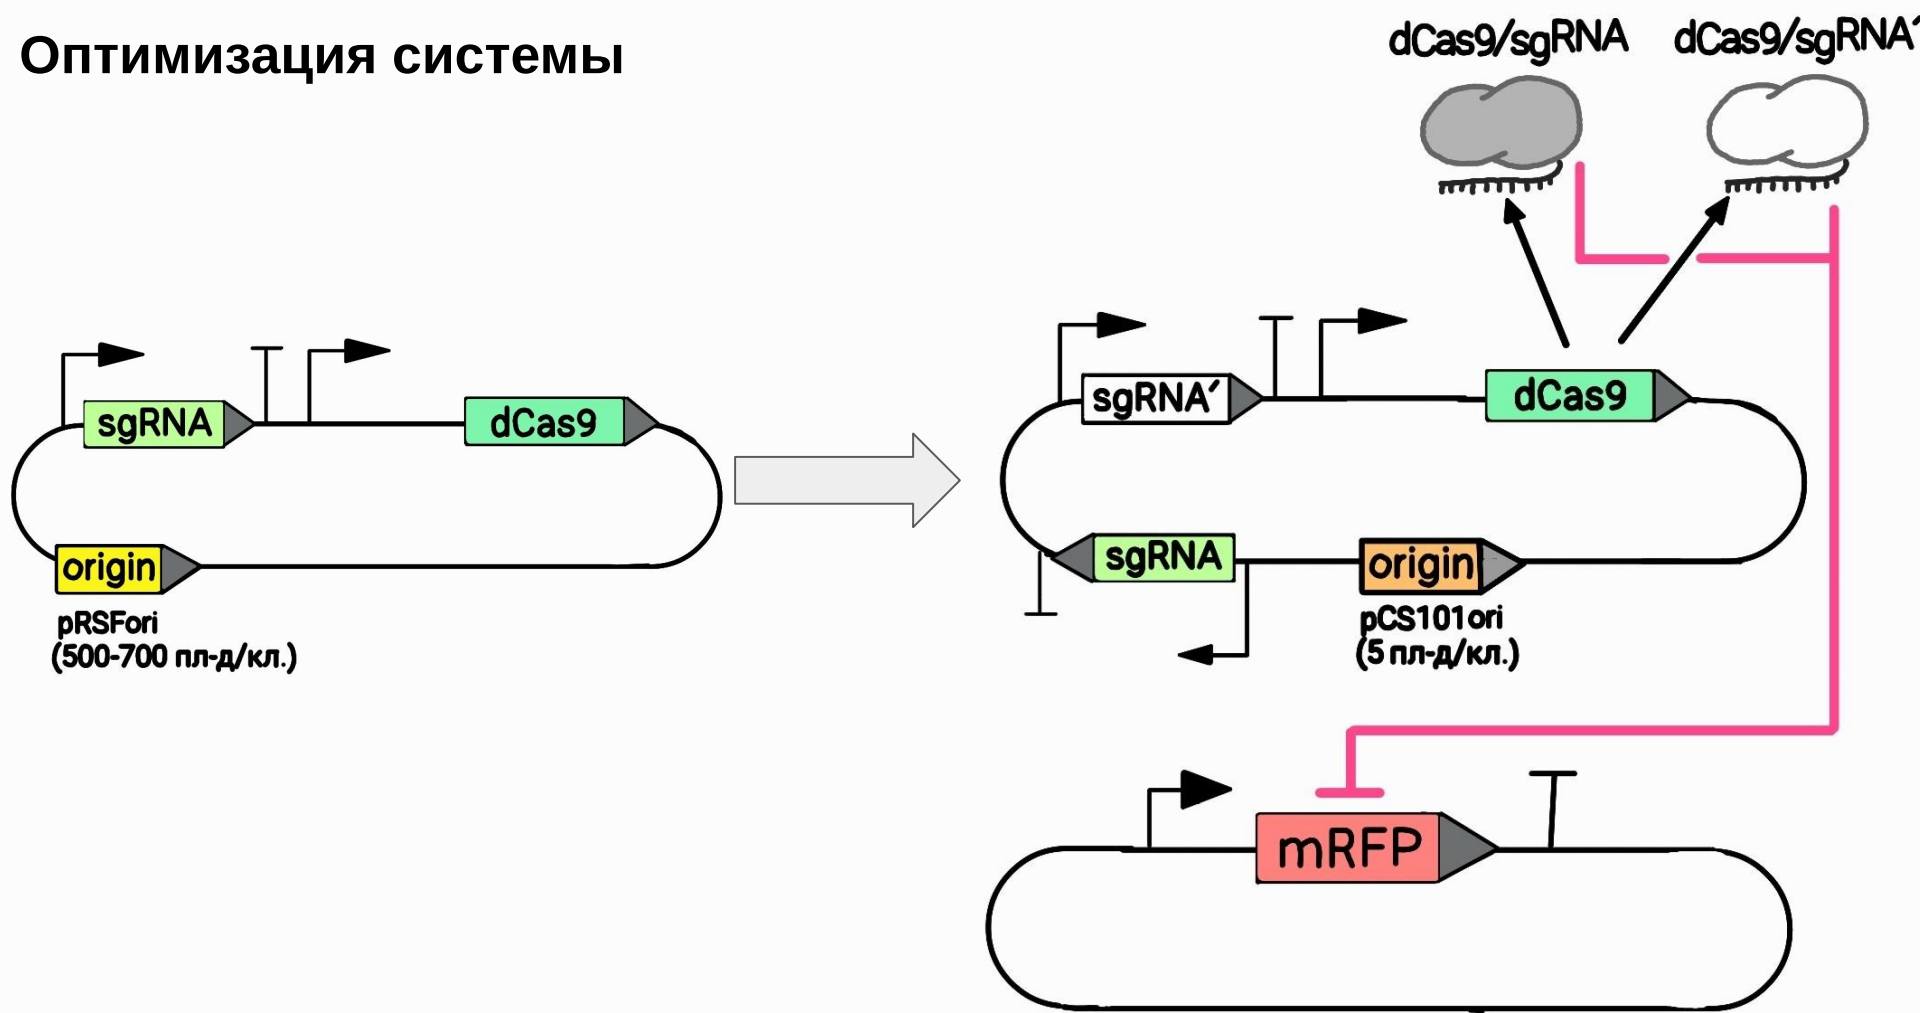 Оптимизация системы
dCas9/sgRNA
dCas9/sgRNA´
sgRNA
dCas9
origin
pRSFori
(500-700 пл-д/кл.)
sgRNA´
dCas9
sgRNA
origin
pCS101ori
(5 пл-д/кл.)
mRFP